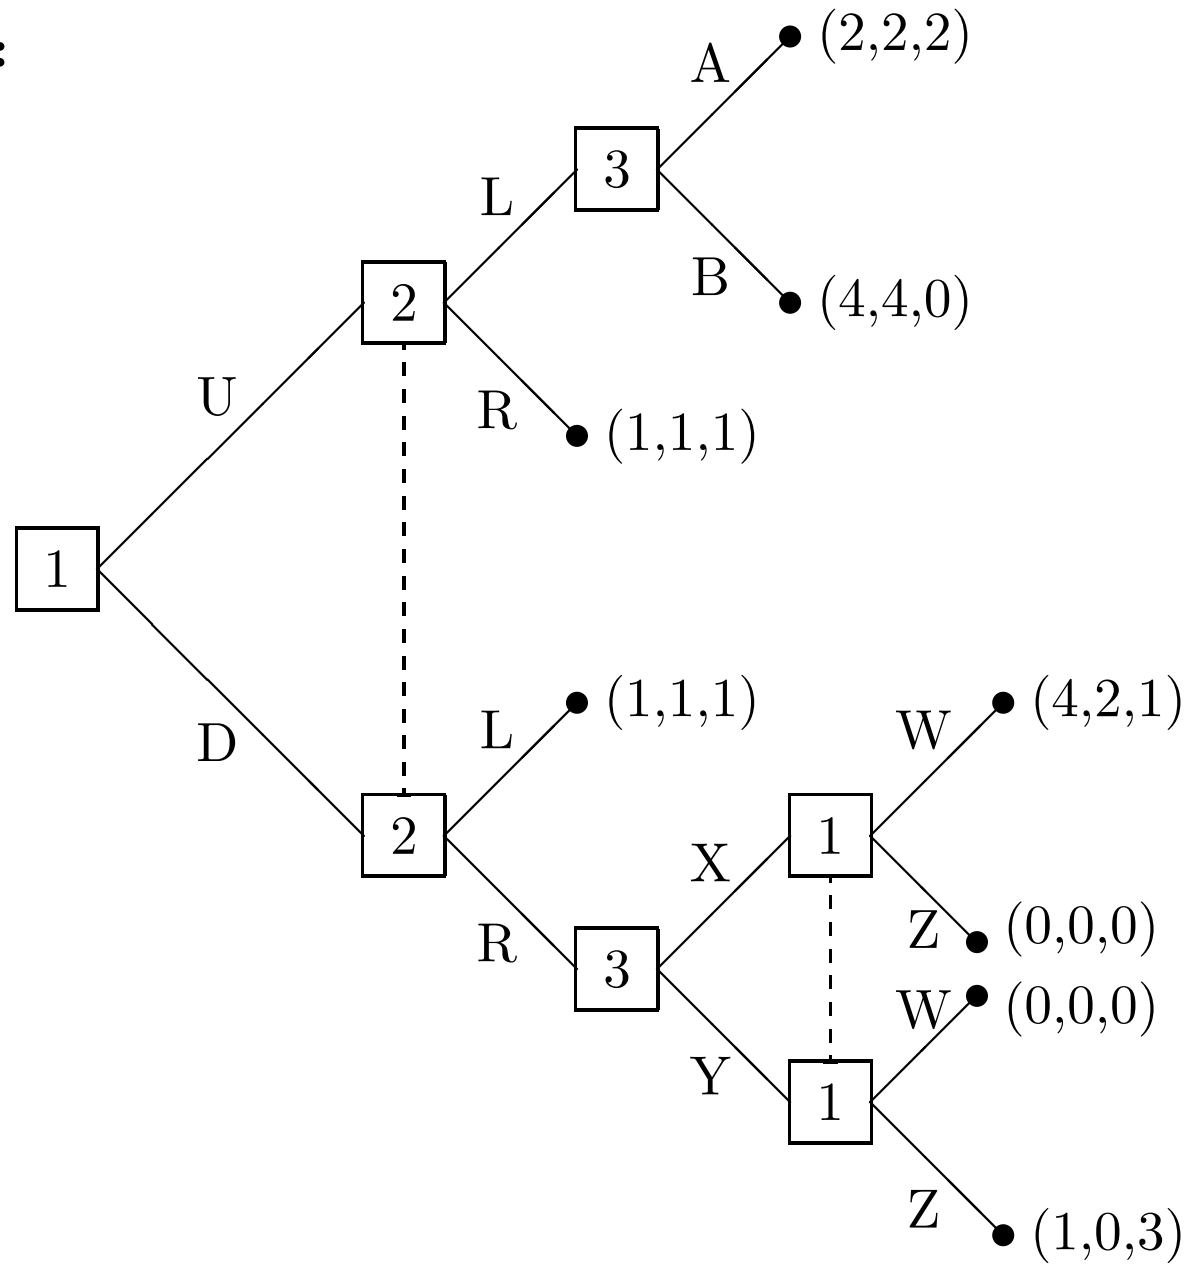 :
A (2,2,2)
3
L
B (4,4,0)
2
U
R (1,1,1)
1
L (1,1,1)
W (4,2,1)
D
2
X
1
Z (0,0,0)
R
3
W (0,0,0)
Y
1
Z (1,0,3)